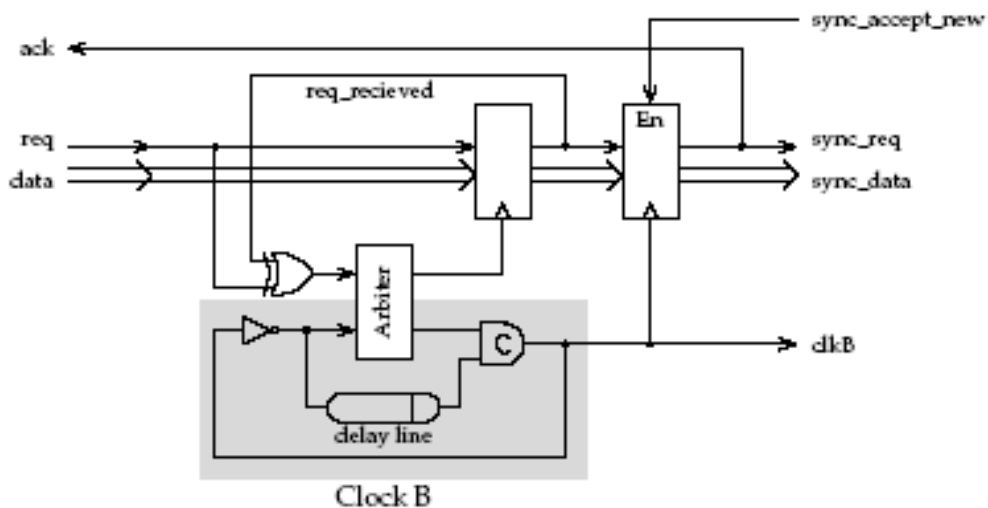 sync_accept_new
ack
req_recieved
En
req
sync_req
data
sync_data
Arbiter
C
clkB
delay line
Clock B